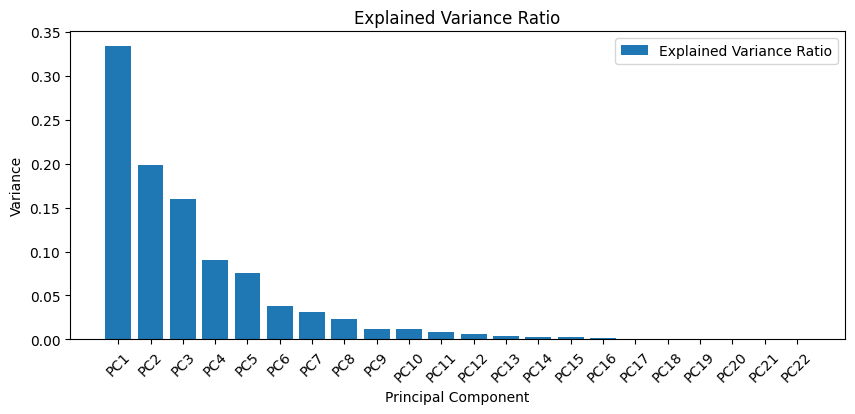 Explained Variance Ratio
Explained Variance Ratio
Variance
0.35
0.30
0.25
0.20
0.15
0.10
0.05
0.00
PC1 PC2 PC3 PC4 PC5 PC6 PC7 PC8 PC9 PC10 PC11 PC12 PC13 PC14 PC15 PC16 PC17 PC18 PC19 PC20 PC21 PC22
Principal Component